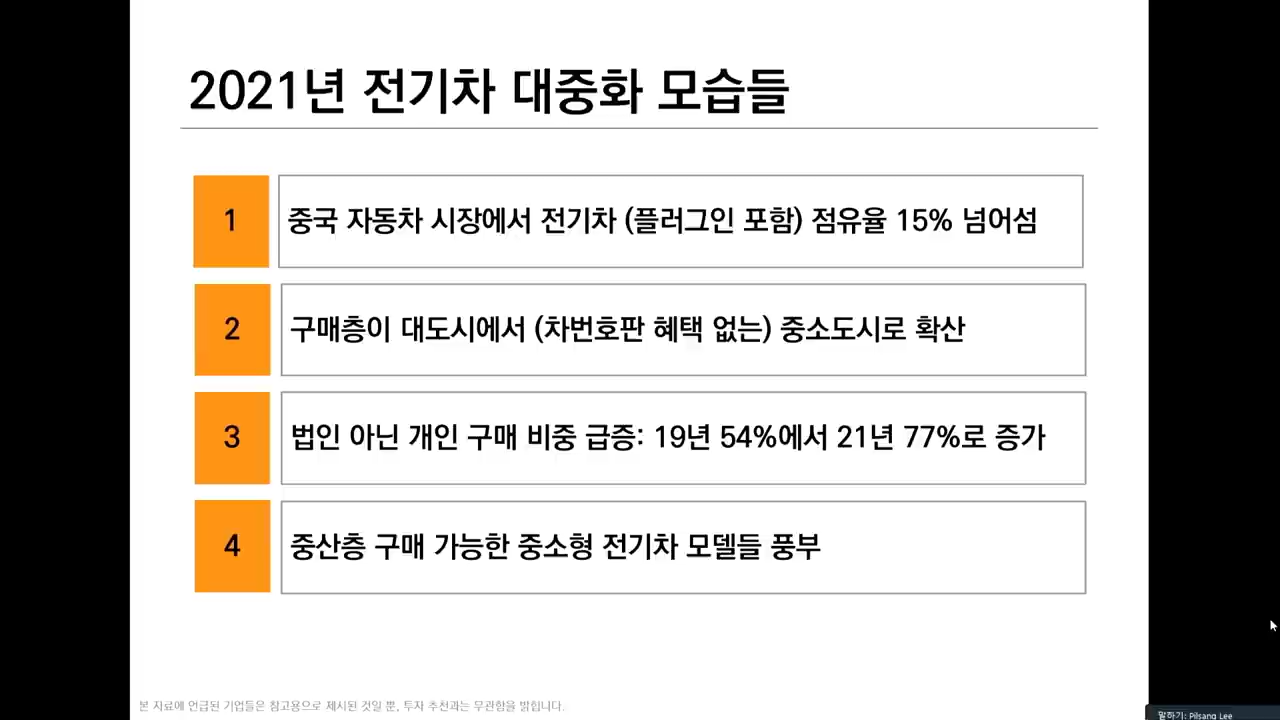 2021년 전기차 대중화 모습들
1
중국 자동차 시장에서 전기차 (플러그인 포함) 점유율 15% 넘어섬
2
구매층이 대도시에서 (차번호판 혜택 없는) 중소도시로 확산
3
법인 아닌 개인 구매 비중 급증: 19년 54%에서 21년 77%로 증가
4
중산층 구매 가능한 중소형 전기차 모델들 풍부
본 자료에 언급된 기업들은 참고용으로 제시된 것일 뿐, 투자 추천과는 무관함을 밝힙니다.
말하기: Pilsang Lee